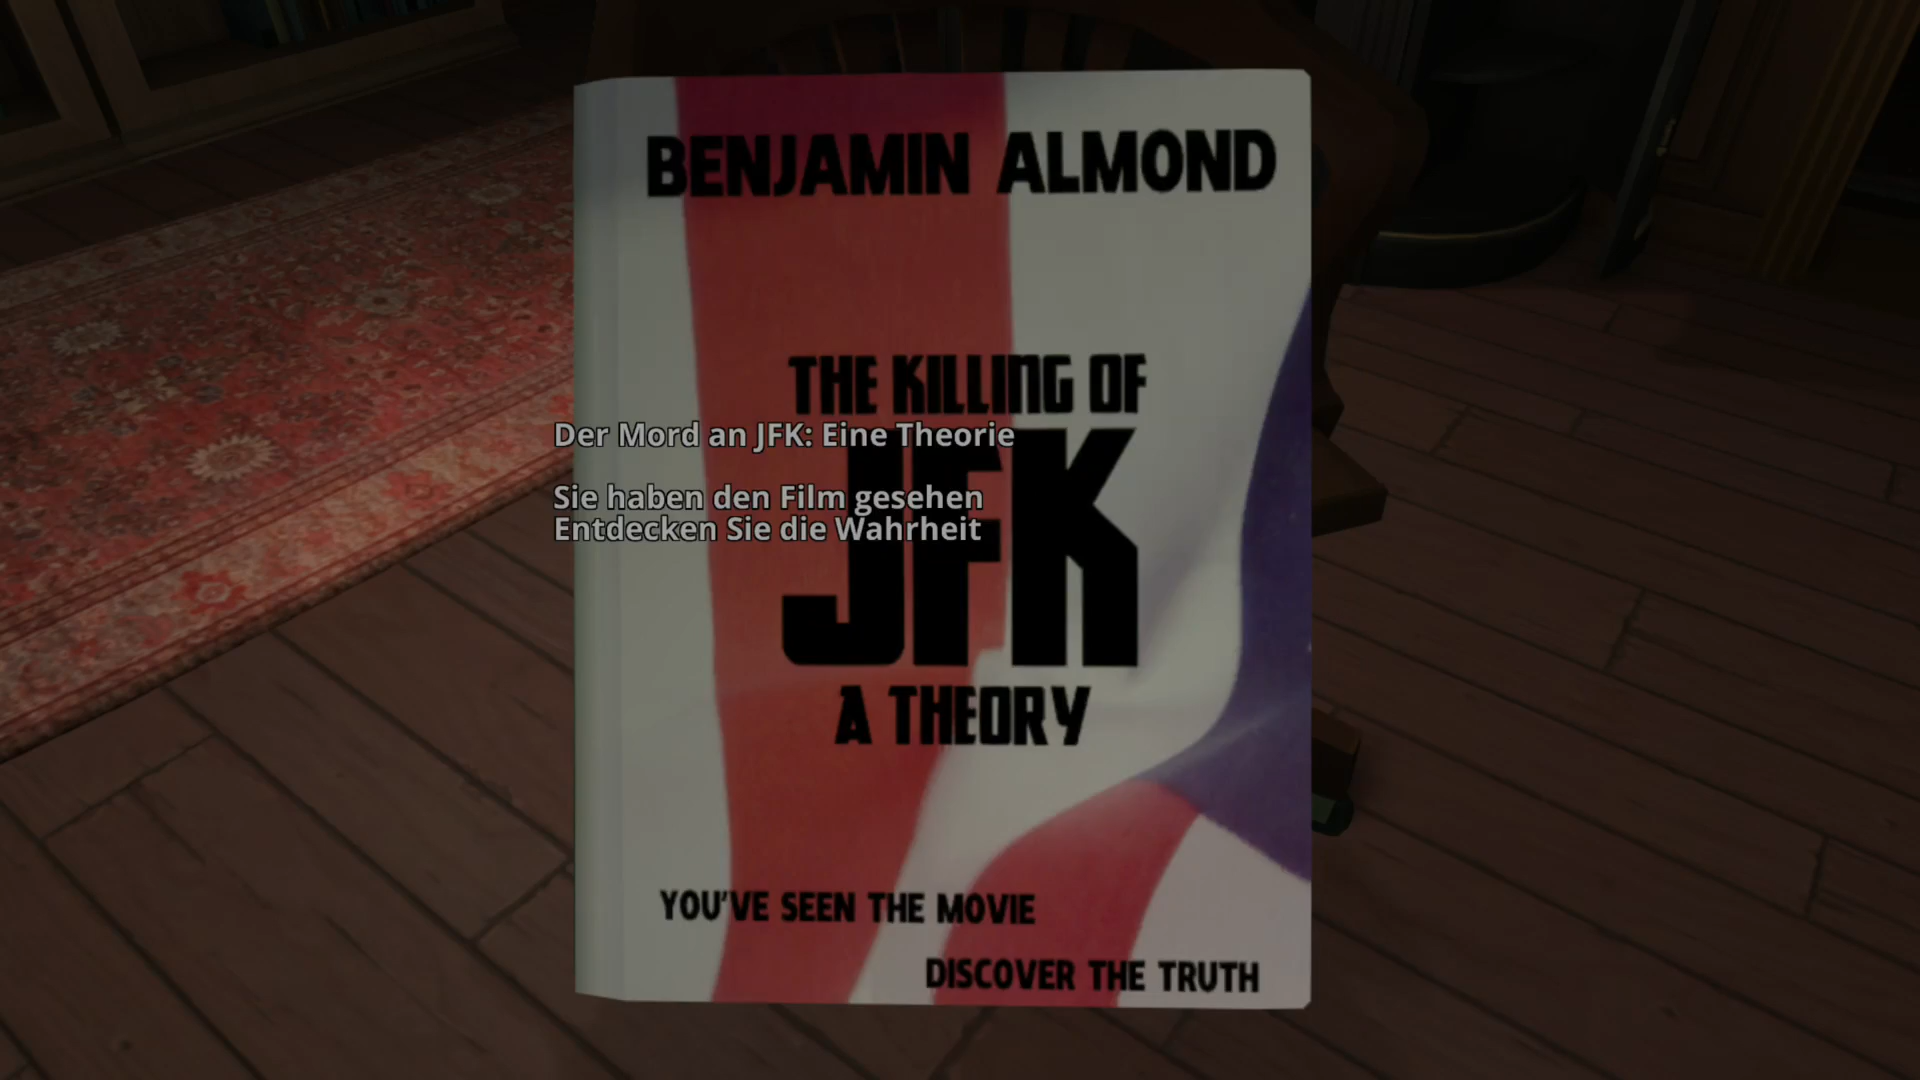 BENJAMIN ALMOND
THE KILLING OF
JFK
A THEORY
YOU'VE SEEN THE MOVIE
DISCOVER THE TRUTH
Der Mord an JFK: Eine Theorie
Sie haben den Film gesehen
Entdecken Sie die Wahrheit